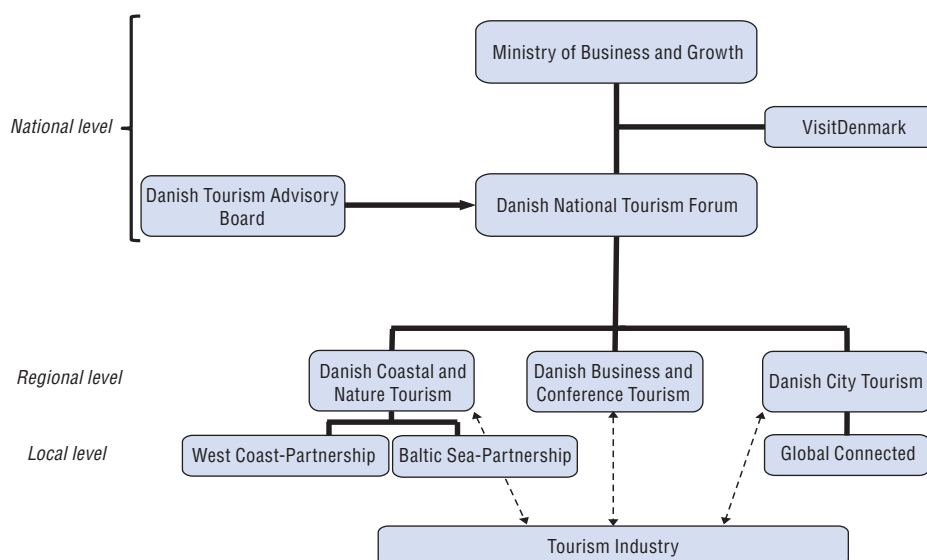 Ministry of Business and Growth
National level
VisitDenmark
Danish Tourism Advisory
Board
Danish National Tourism Forum
Regional level
Danish Coastal and
Nature Tourism
Danish Business and
Conference Tourism
Danish City Tourism
Local level
West Coast-Partnership
Baltic Sea-Partnership
Global Connected
Tourism Industry